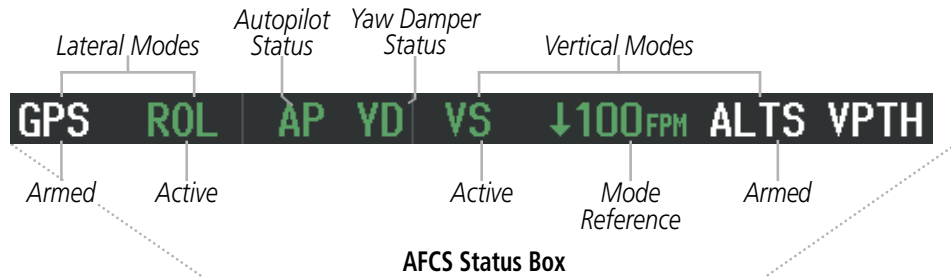 Autopilot Yaw Damper
Lateral Modes Status Status Vertical Modes
GPS ROL AP YD VS ↓100FPM ALTS VPTH
Armed Active Active Mode Armed
Reference
AFCS Status Box